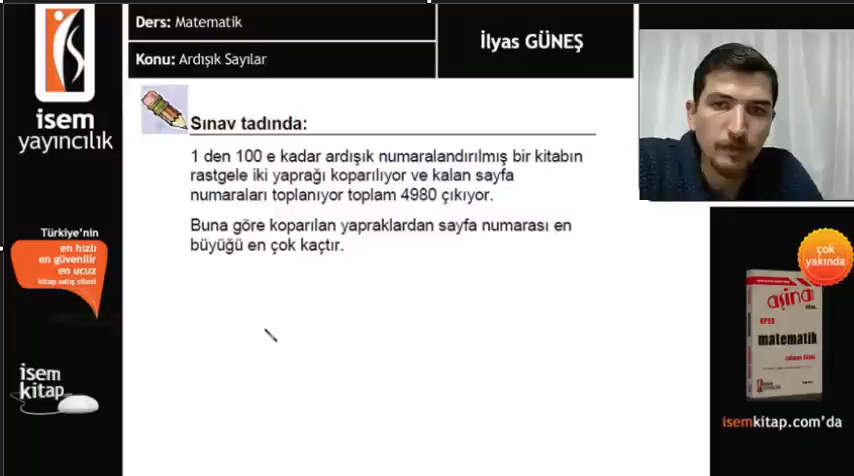 Ders: Matematik
Konu: Ardışık Sayılar
İlyas GÜNEŞ
isem
yayıncılık
Sınav tadında:
1 den 100 e kadar ardışık numaralandırılmış bir kitabın
rastgele iki yaprağı koparılıyor ve kalan sayfa
numaraları toplanıyor toplam 4980 çıkıyor.
Buna göre koparılan yapraklardan sayfa numarası en
büyüğü en çok kaçtır.
Türkiye'nin
en hızlı
en güvenilir
en ucuz
kitap satış sitesi
isem
kitap
çok
yakında
aşina
KPSS
matematik
isemkitap.com'da